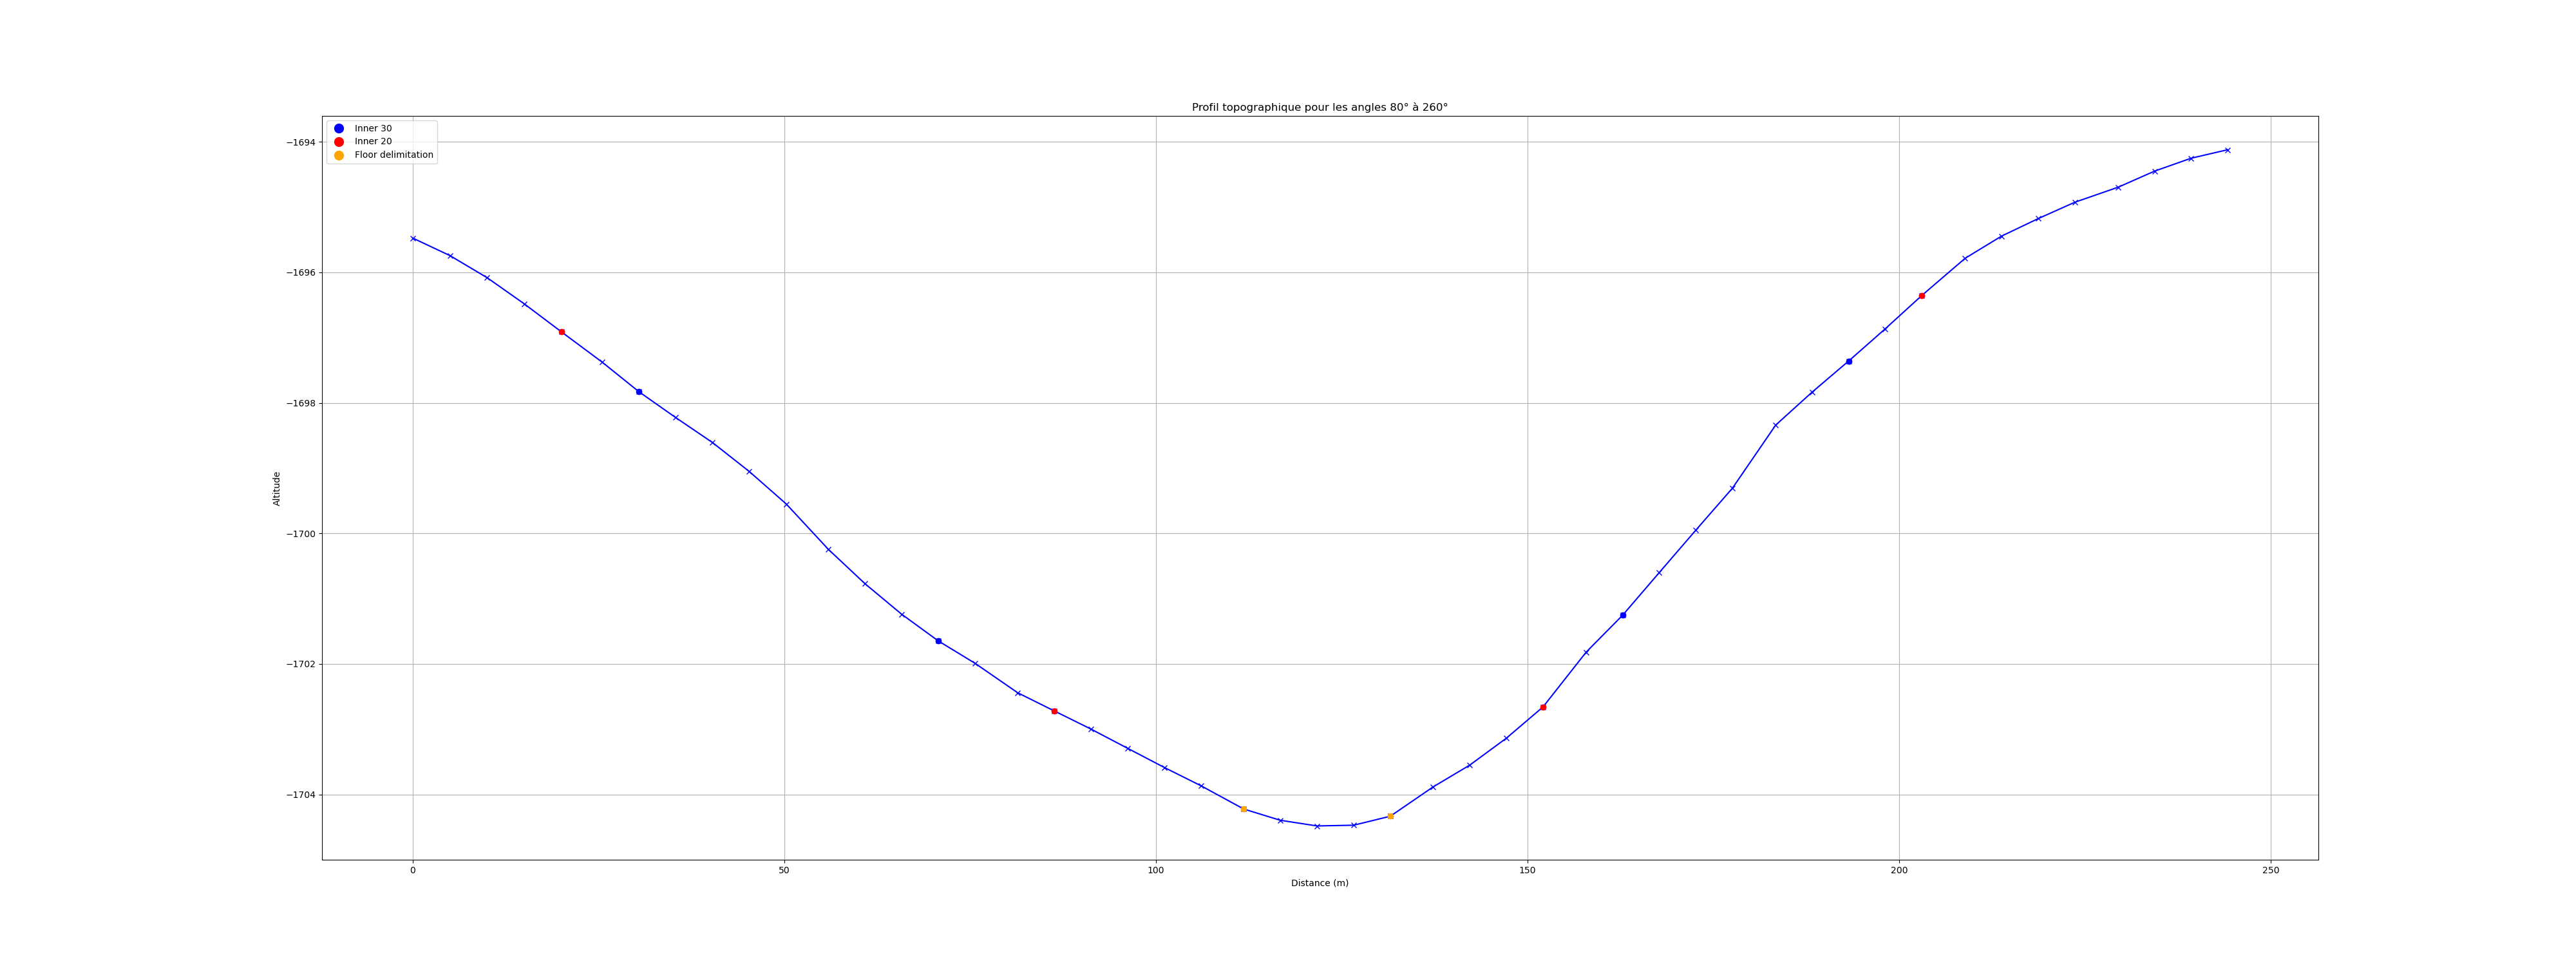 Profil topographique pour les angles 80° à 260°
Inner 30
Inner 20
Floor delimitation
−1694
−1696
−1698
−1700
−1702
−1704
Altitude
0 50 100 150 200 250
Distance (m)